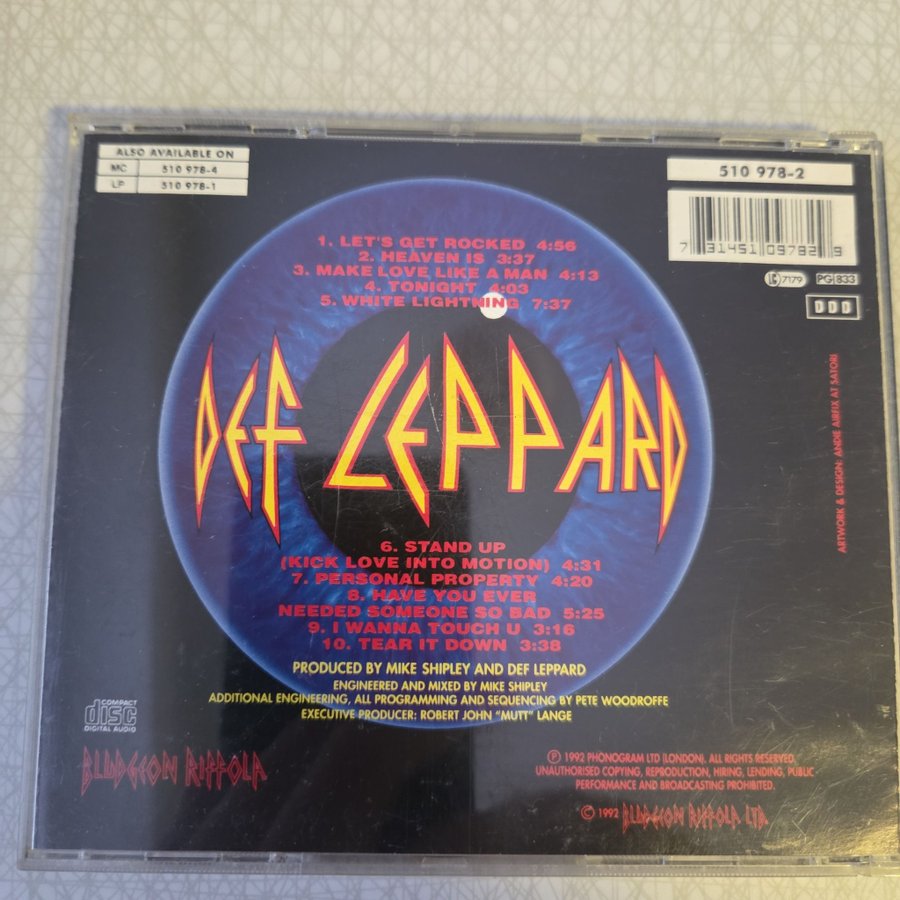 ALSO AVAILABLE ON
MC 510 978-4
LP 510 978-1
510 978-2
7 31451 09782 9
LC 7179
PG 833
DDD
1. LET'S GET ROCKED 4:56
2. HEAVEN IS 3:37
3. MAKE LOVE LIKE A MAN 4:13
4. TONIGHT 4:03
5. WHITE LIGHTNING 7:37
DEF LEPPARD
6. STAND UP
(KICK LOVE INTO MOTION) 4:31
7. PERSONAL PROPERTY 4:20
8. HAVE YOU EVER
NEEDED SOMEONE SO BAD 5:25
9. I WANNA TOUCH U 3:16
10. TEAR IT DOWN 3:38
PRODUCED BY MIKE SHIPLEY AND DEF LEPPARD
ENGINEERED AND MIXED BY MIKE SHIPLEY
ADDITIONAL ENGINEERING, ALL PROGRAMMING AND SEQUENCING BY PETE WOODROFFE
EXECUTIVE PRODUCER: ROBERT JOHN "MUTT" LANGE
ARTWORK & DESIGN: ANDIE AIRFIX AT SATORI
COMPACT
disc
DIGITAL AUDIO
BLUDGEON RIFFOLA
℗ 1992 PHONOGRAM LTD (LONDON). ALL RIGHTS RESERVED.
UNAUTHORISED COPYING, REPRODUCTION, HIRING, LENDING, PUBLIC
PERFORMANCE AND BROADCASTING PROHIBITED.
© 1992 BLUDGEON RIFFOLA LTD.